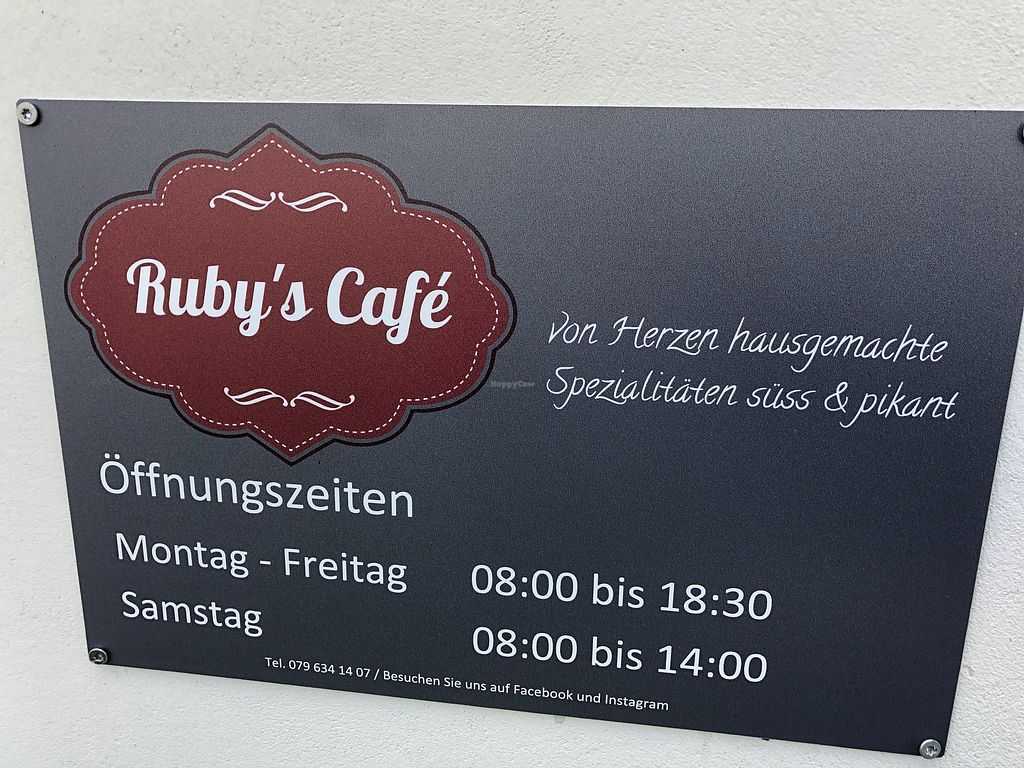 Ruby's Café
von Herzen hausgemachte
Spezialitäten süss & pikant
HappyCow
Öffnungszeiten
Montag - Freitag 08:00 bis 18:30
Samstag 08:00 bis 14:00
Tel. 079 634 14 07 / Besuchen Sie uns auf Facebook und Instagram